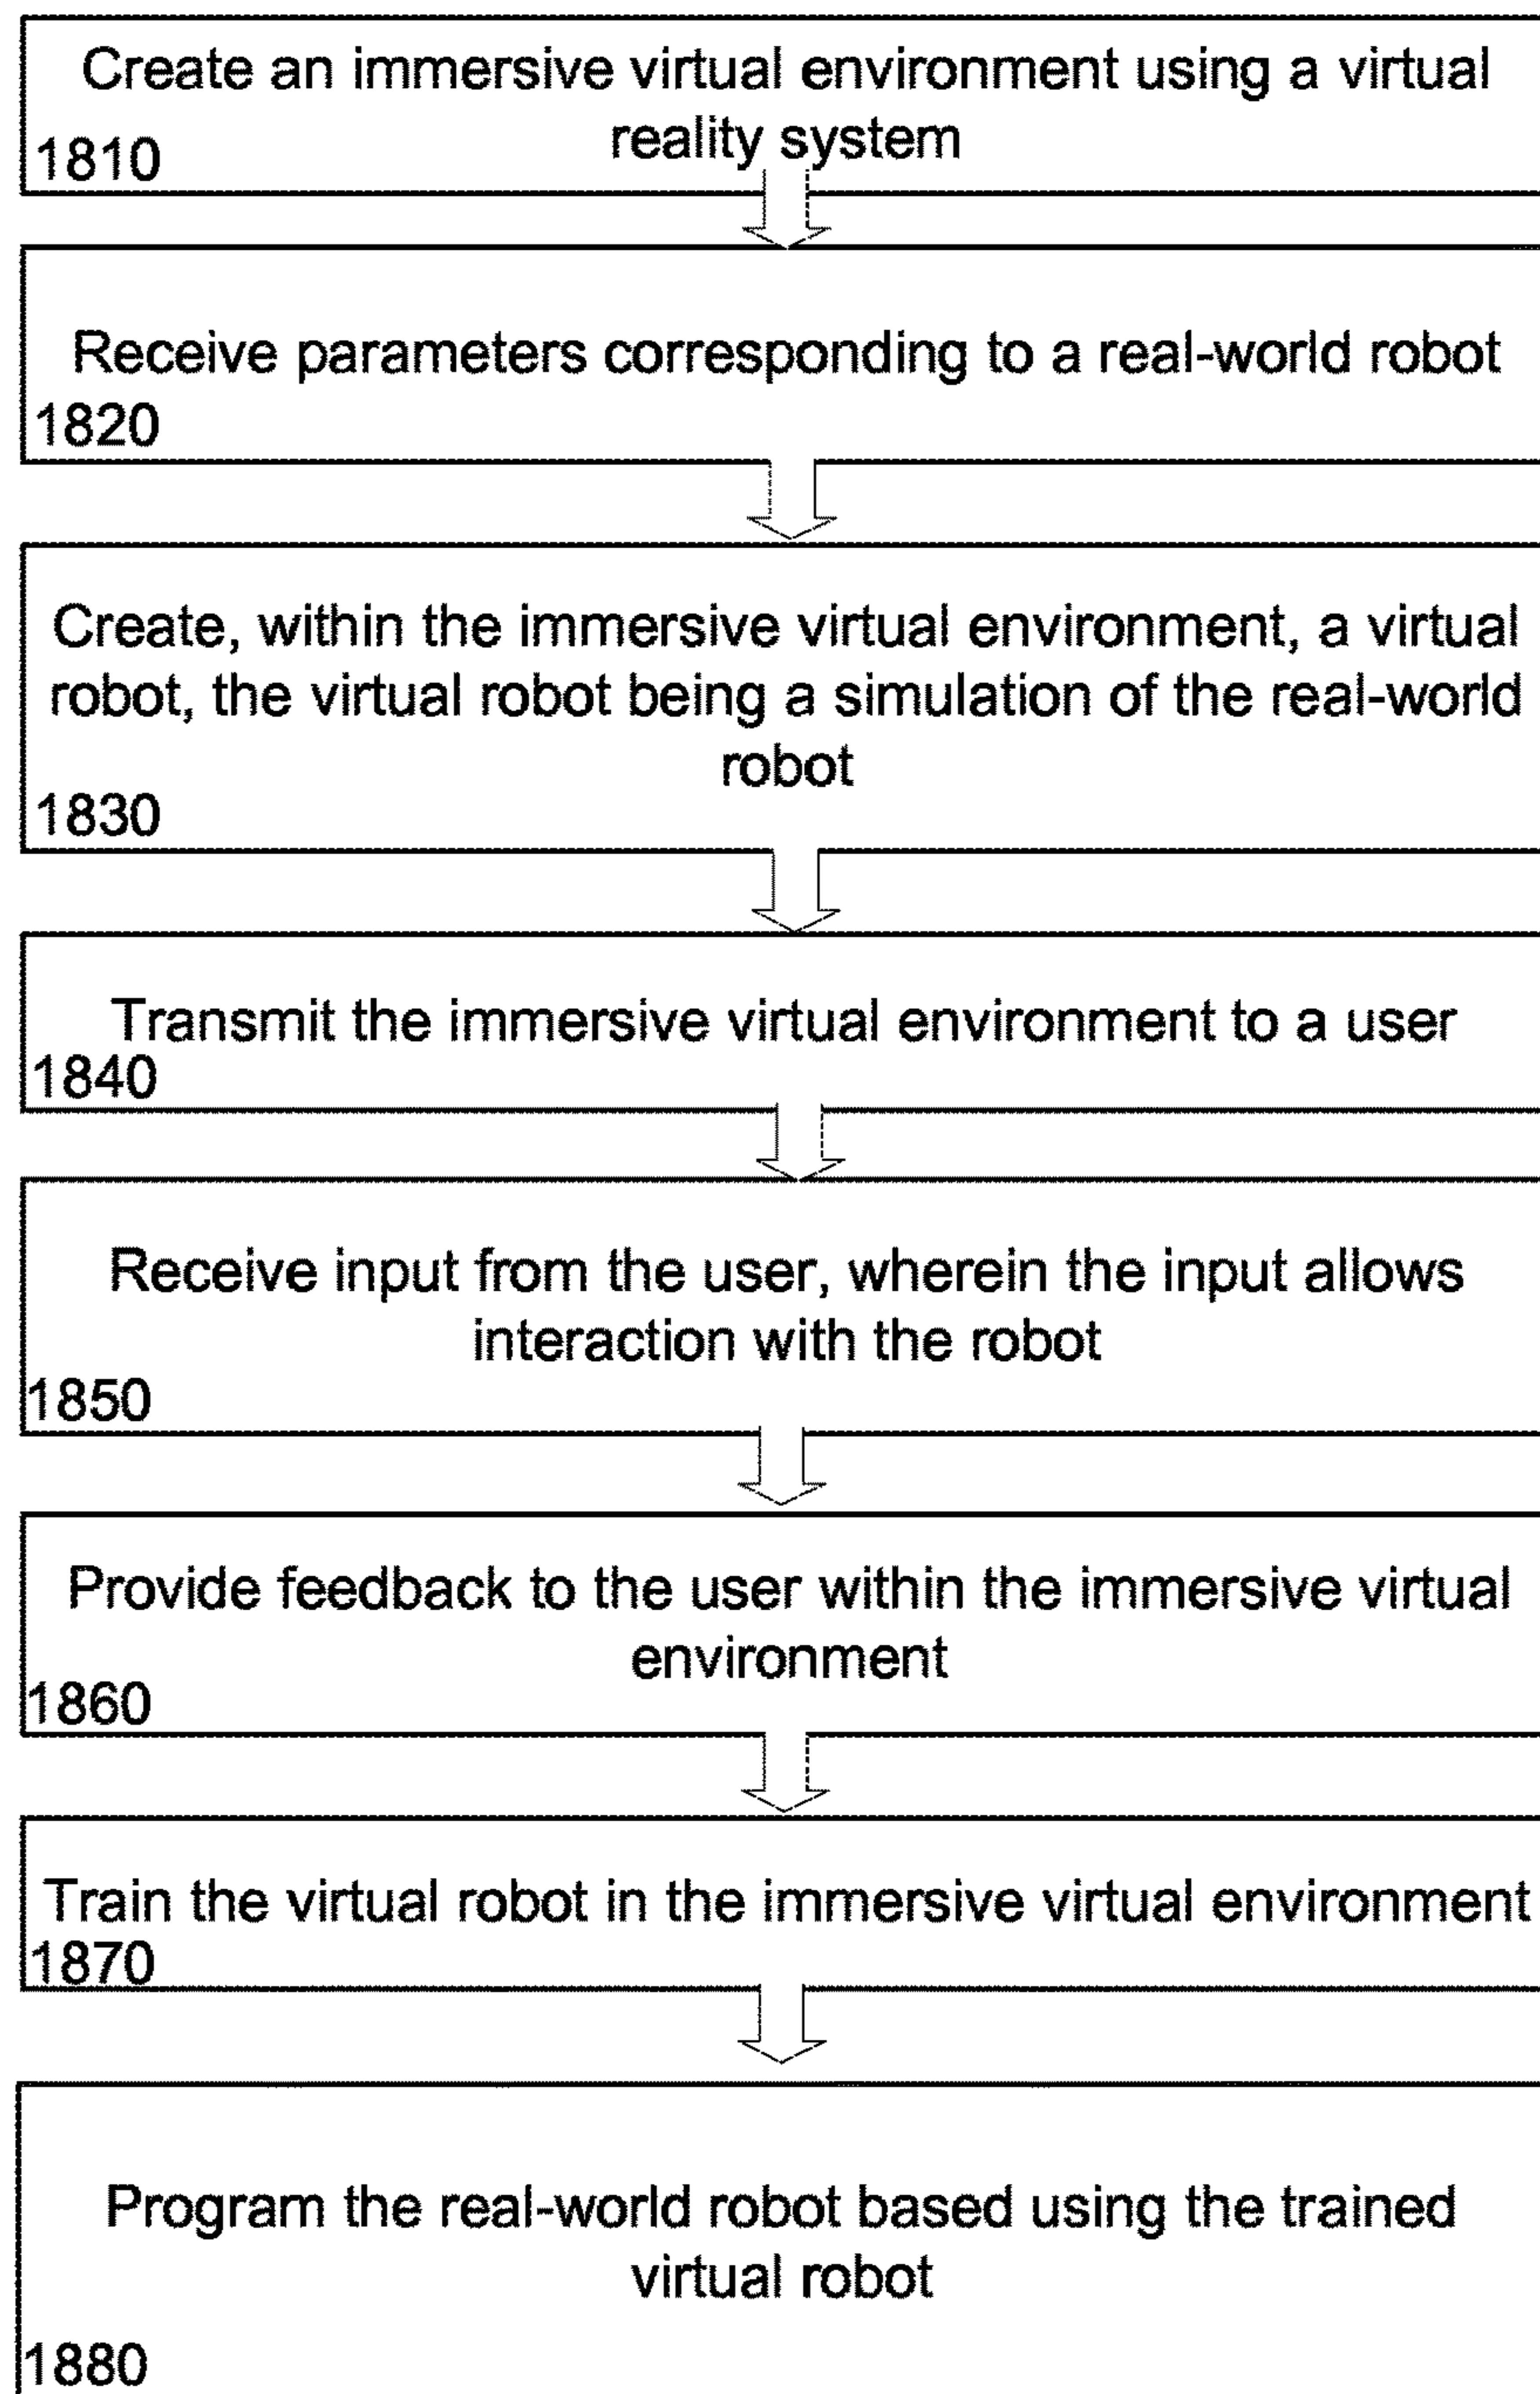 Create an immersive virtual environment using a virtual
reality system
1810
Receive parameters corresponding to a real-world robot
1820
Create, within the immersive virtual environment, a virtual
robot, the virtual robot being a simulation of the real-world
robot
1830
Transmit the immersive virtual environment to a user
1840
Receive input from the user, wherein the input allows
interaction with the robot
1850
Provide feedback to the user within the immersive virtual
environment
1860
Train the virtual robot in the immersive virtual environment
1870
Program the real-world robot based using the trained
virtual robot
1880